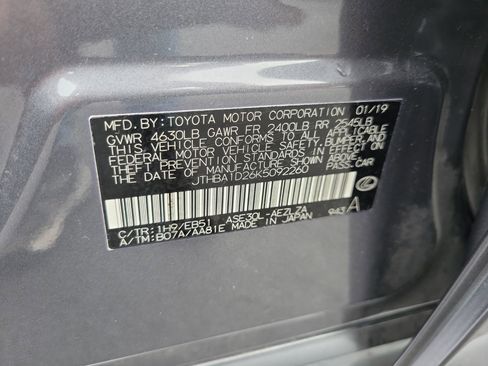 MFD. BY: TOYOTA MOTOR CORPORATION 01/19
GVWR 4630LB GAWR FR 2400LB RR 2545LB
THIS VEHICLE CONFORMS TO ALL APPLICABLE
FEDERAL MOTOR VEHICLE SAFETY, BUMPER, AND
THEFT PREVENTION STANDARDS IN EFFECT ON
THE DATE OF MANUFACTURE SHOWN ABOVE.
JTHBA1D26K5092260 PASS.CAR
C/TR: 1H9/EB51 ASE30L-AEZLZA
A/TM: B07A/AA81E MADE IN JAPAN 943 A